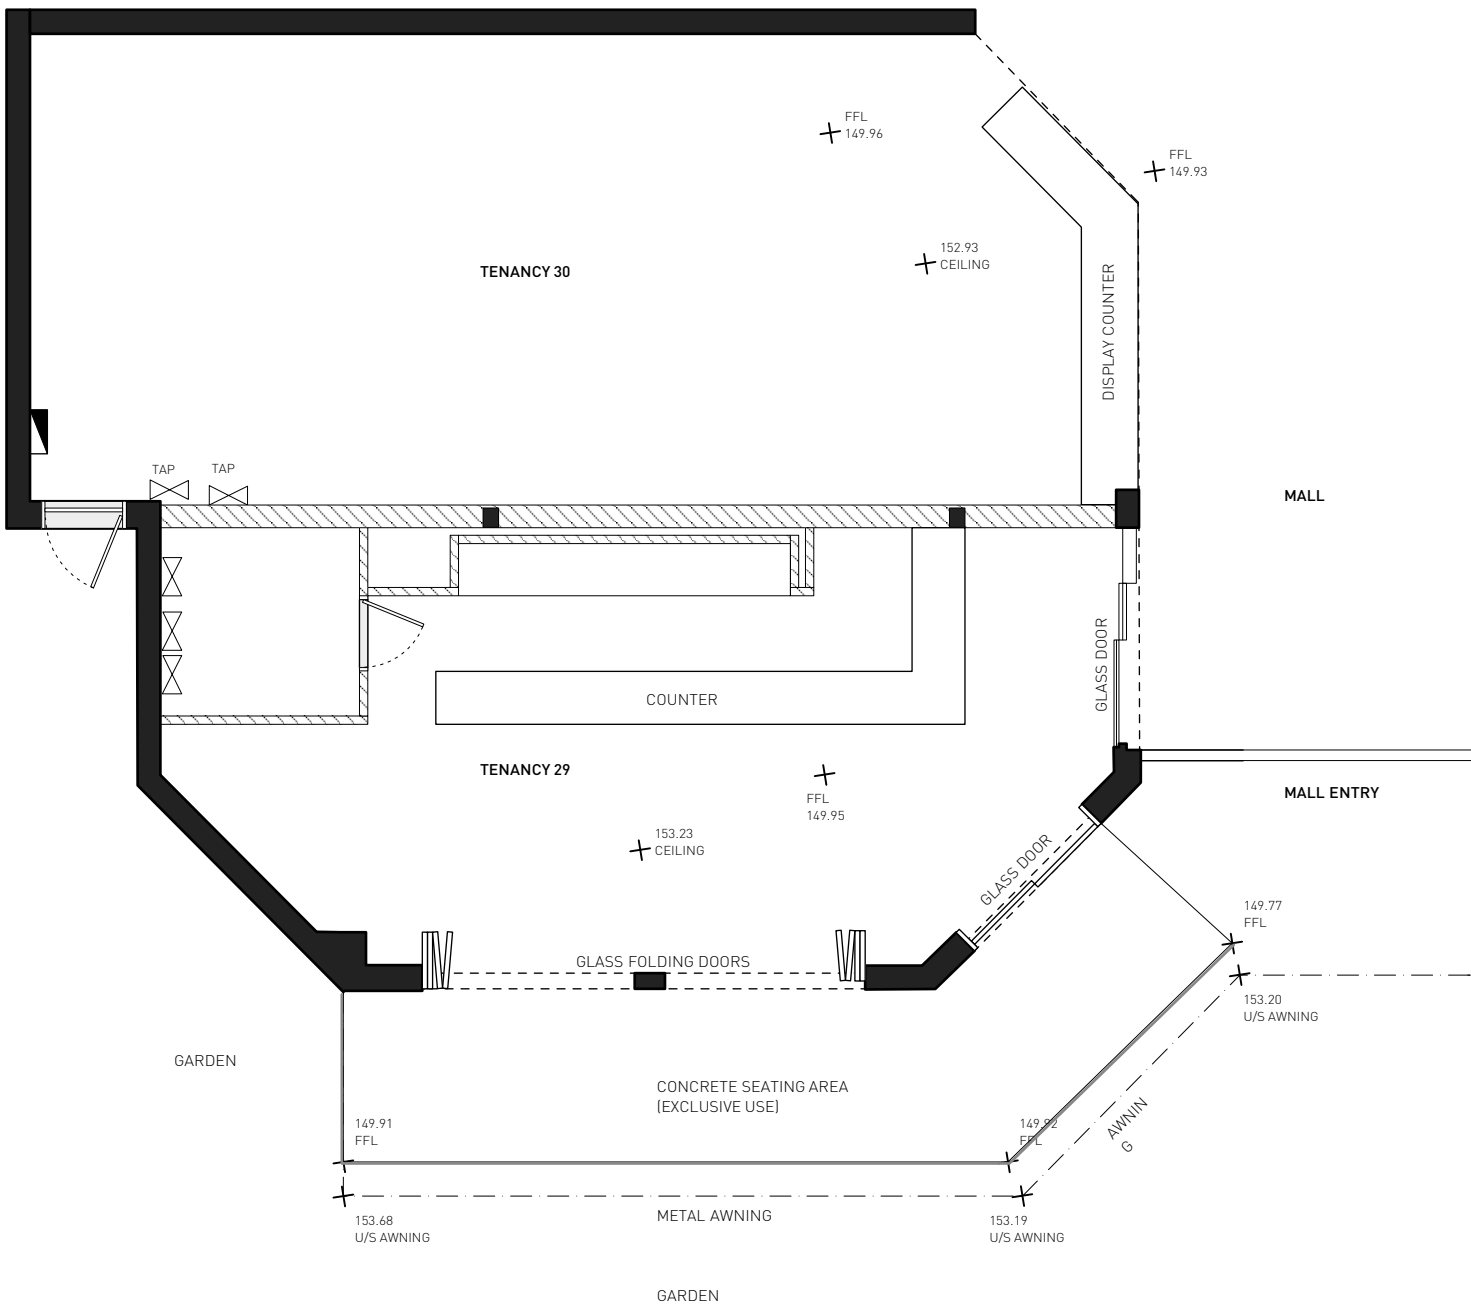 FFL
149.96
FFL
149.93
152.93
CEILING
TENANCY 30
DISPLAY COUNTER
TAP
TAP
MALL
GLASS DOOR
COUNTER
TENANCY 29
FFL
149.95
MALL ENTRY
153.23
CEILING
GLASS DOOR
149.77
FFL
GLASS FOLDING DOORS
153.20
U/S AWNING
GARDEN
CONCRETE SEATING AREA
(EXCLUSIVE USE)
149.91
FFL
149.92
FFL
AWNIN
G
METAL AWNING
153.68
U/S AWNING
153.19
U/S AWNING
GARDEN